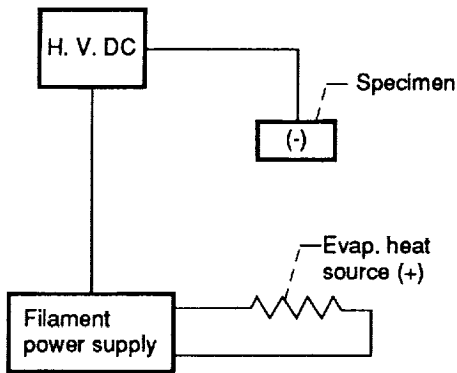 H. V. DC
Specimen
(-)
Evap. heat
source (+)
Filament
power supply